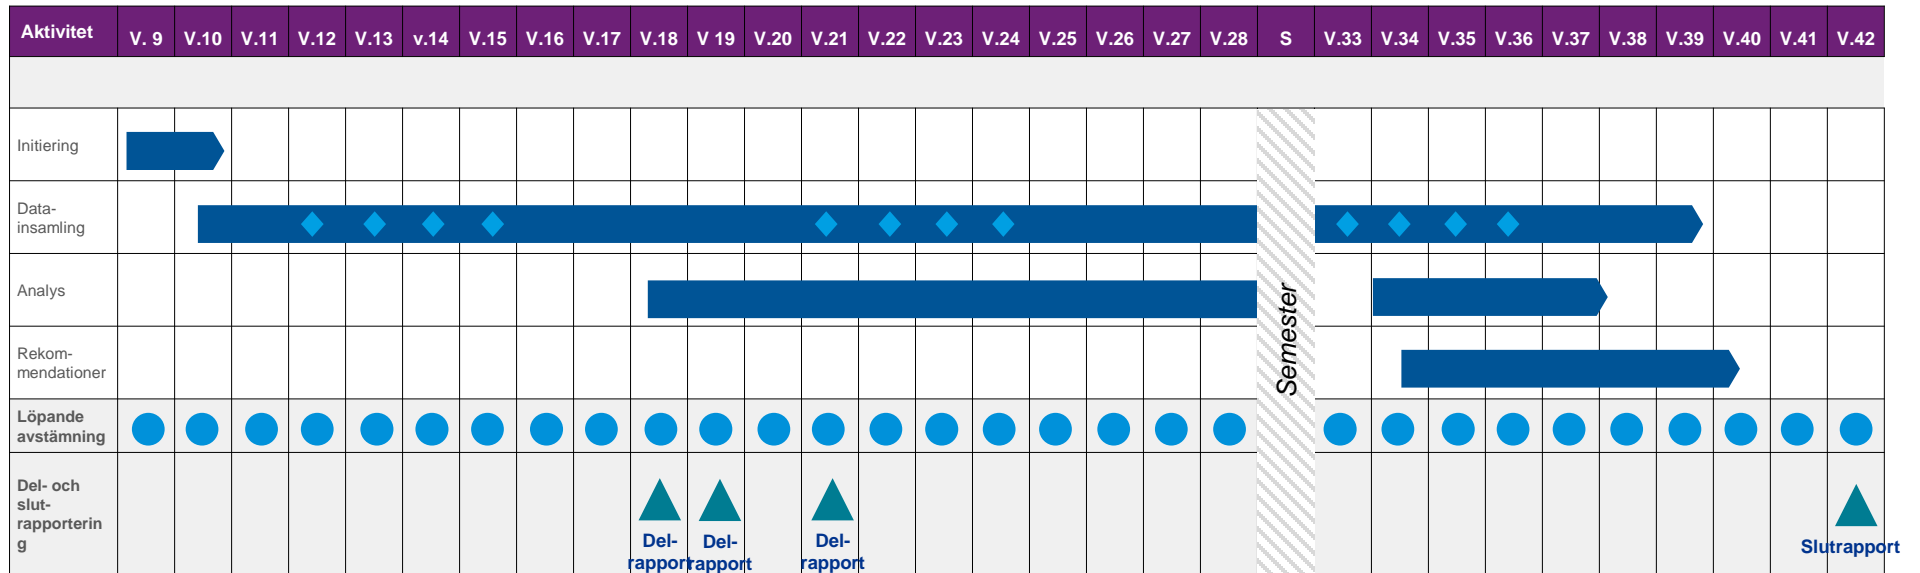 Aktivitet V. 9 V.10 V.11 V.12 V.13 v.14 V.15 V.16 V.17 V.18 V 19 V.20 V.21 V.22 V.23 V.24 V.25 V.26 V.27 V.28 S V.33 V.34 V.35 V.36 V.37 V.38 V.39 V.40 V.41 V.42
Initiering
Data-
insamling
Analys
Rekom-
mendationer
Semester
Löpande
avstämning
Del- och
slut-
rapporterin
g
Del-
rapport
Del-
rapport
Del-
rapport
Slutrapport